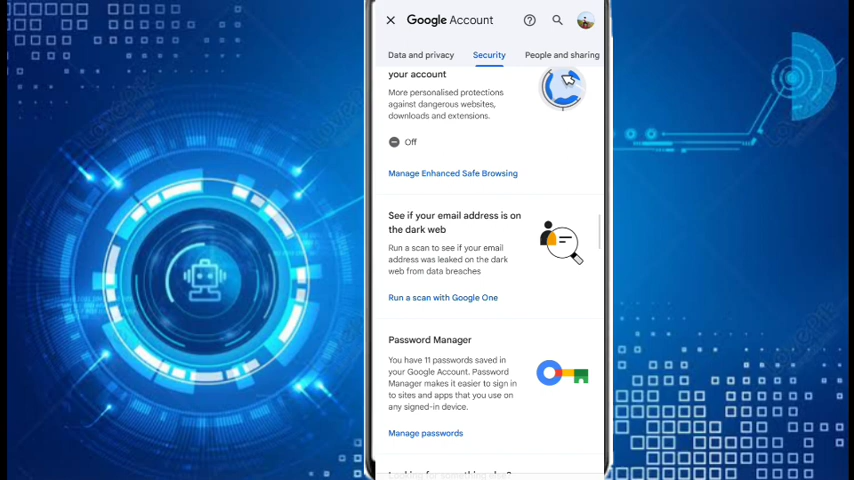 Google Account
Data and privacy
Security
People and sharing
your account
More personalised protections
against dangerous websites,
downloads and extensions.
Off
Manage Enhanced Safe Browsing
See if your email address is on
the dark web
Run a scan to see if your email
address was leaked on the dark
web from data breaches
Run a scan with Google One
Password Manager
You have 11 passwords saved in
your Google Account. Password
Manager makes it easier to sign in
to sites and apps that you use on
any signed-in device.
Manage passwords
Looking for something else?